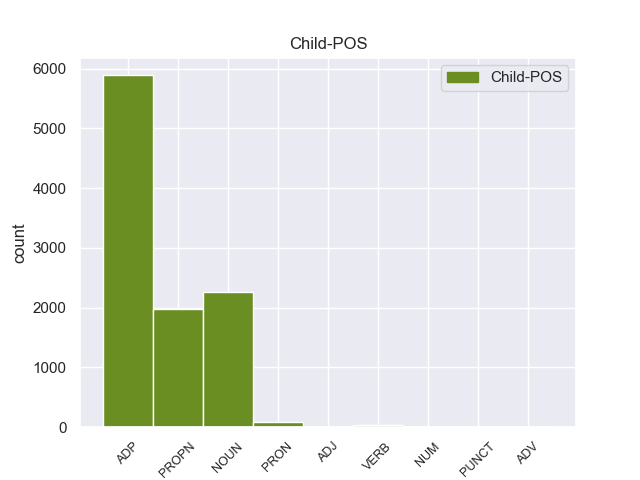 Child-POS
Child-POS
count
6000
5000
4000
3000
2000
1000
0
ADP
PROPN
NOUN
PRON
ADJ
VERB
NUM
PUNCT
ADV